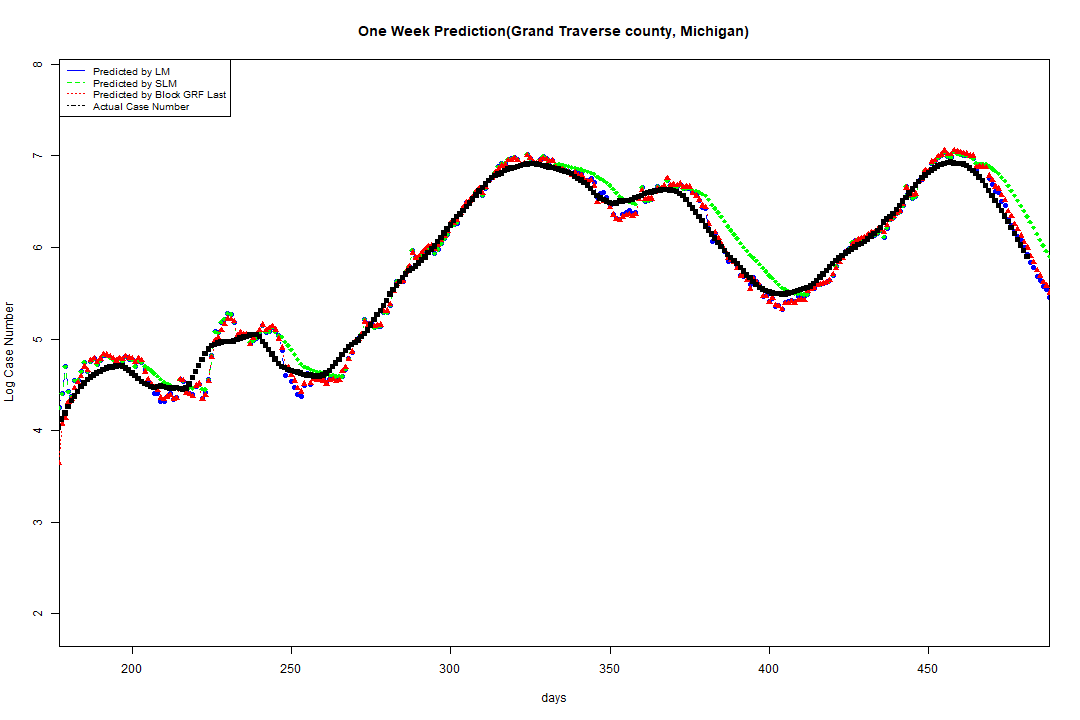 One Week Prediction(Grand Traverse county, Michigan)
Predicted by LM
Predicted by SLM
Predicted by Block GRF Last
Actual Case Number
8
7
6
5
4
3
2
Log Case Number
200 250 300 350 400 450
days